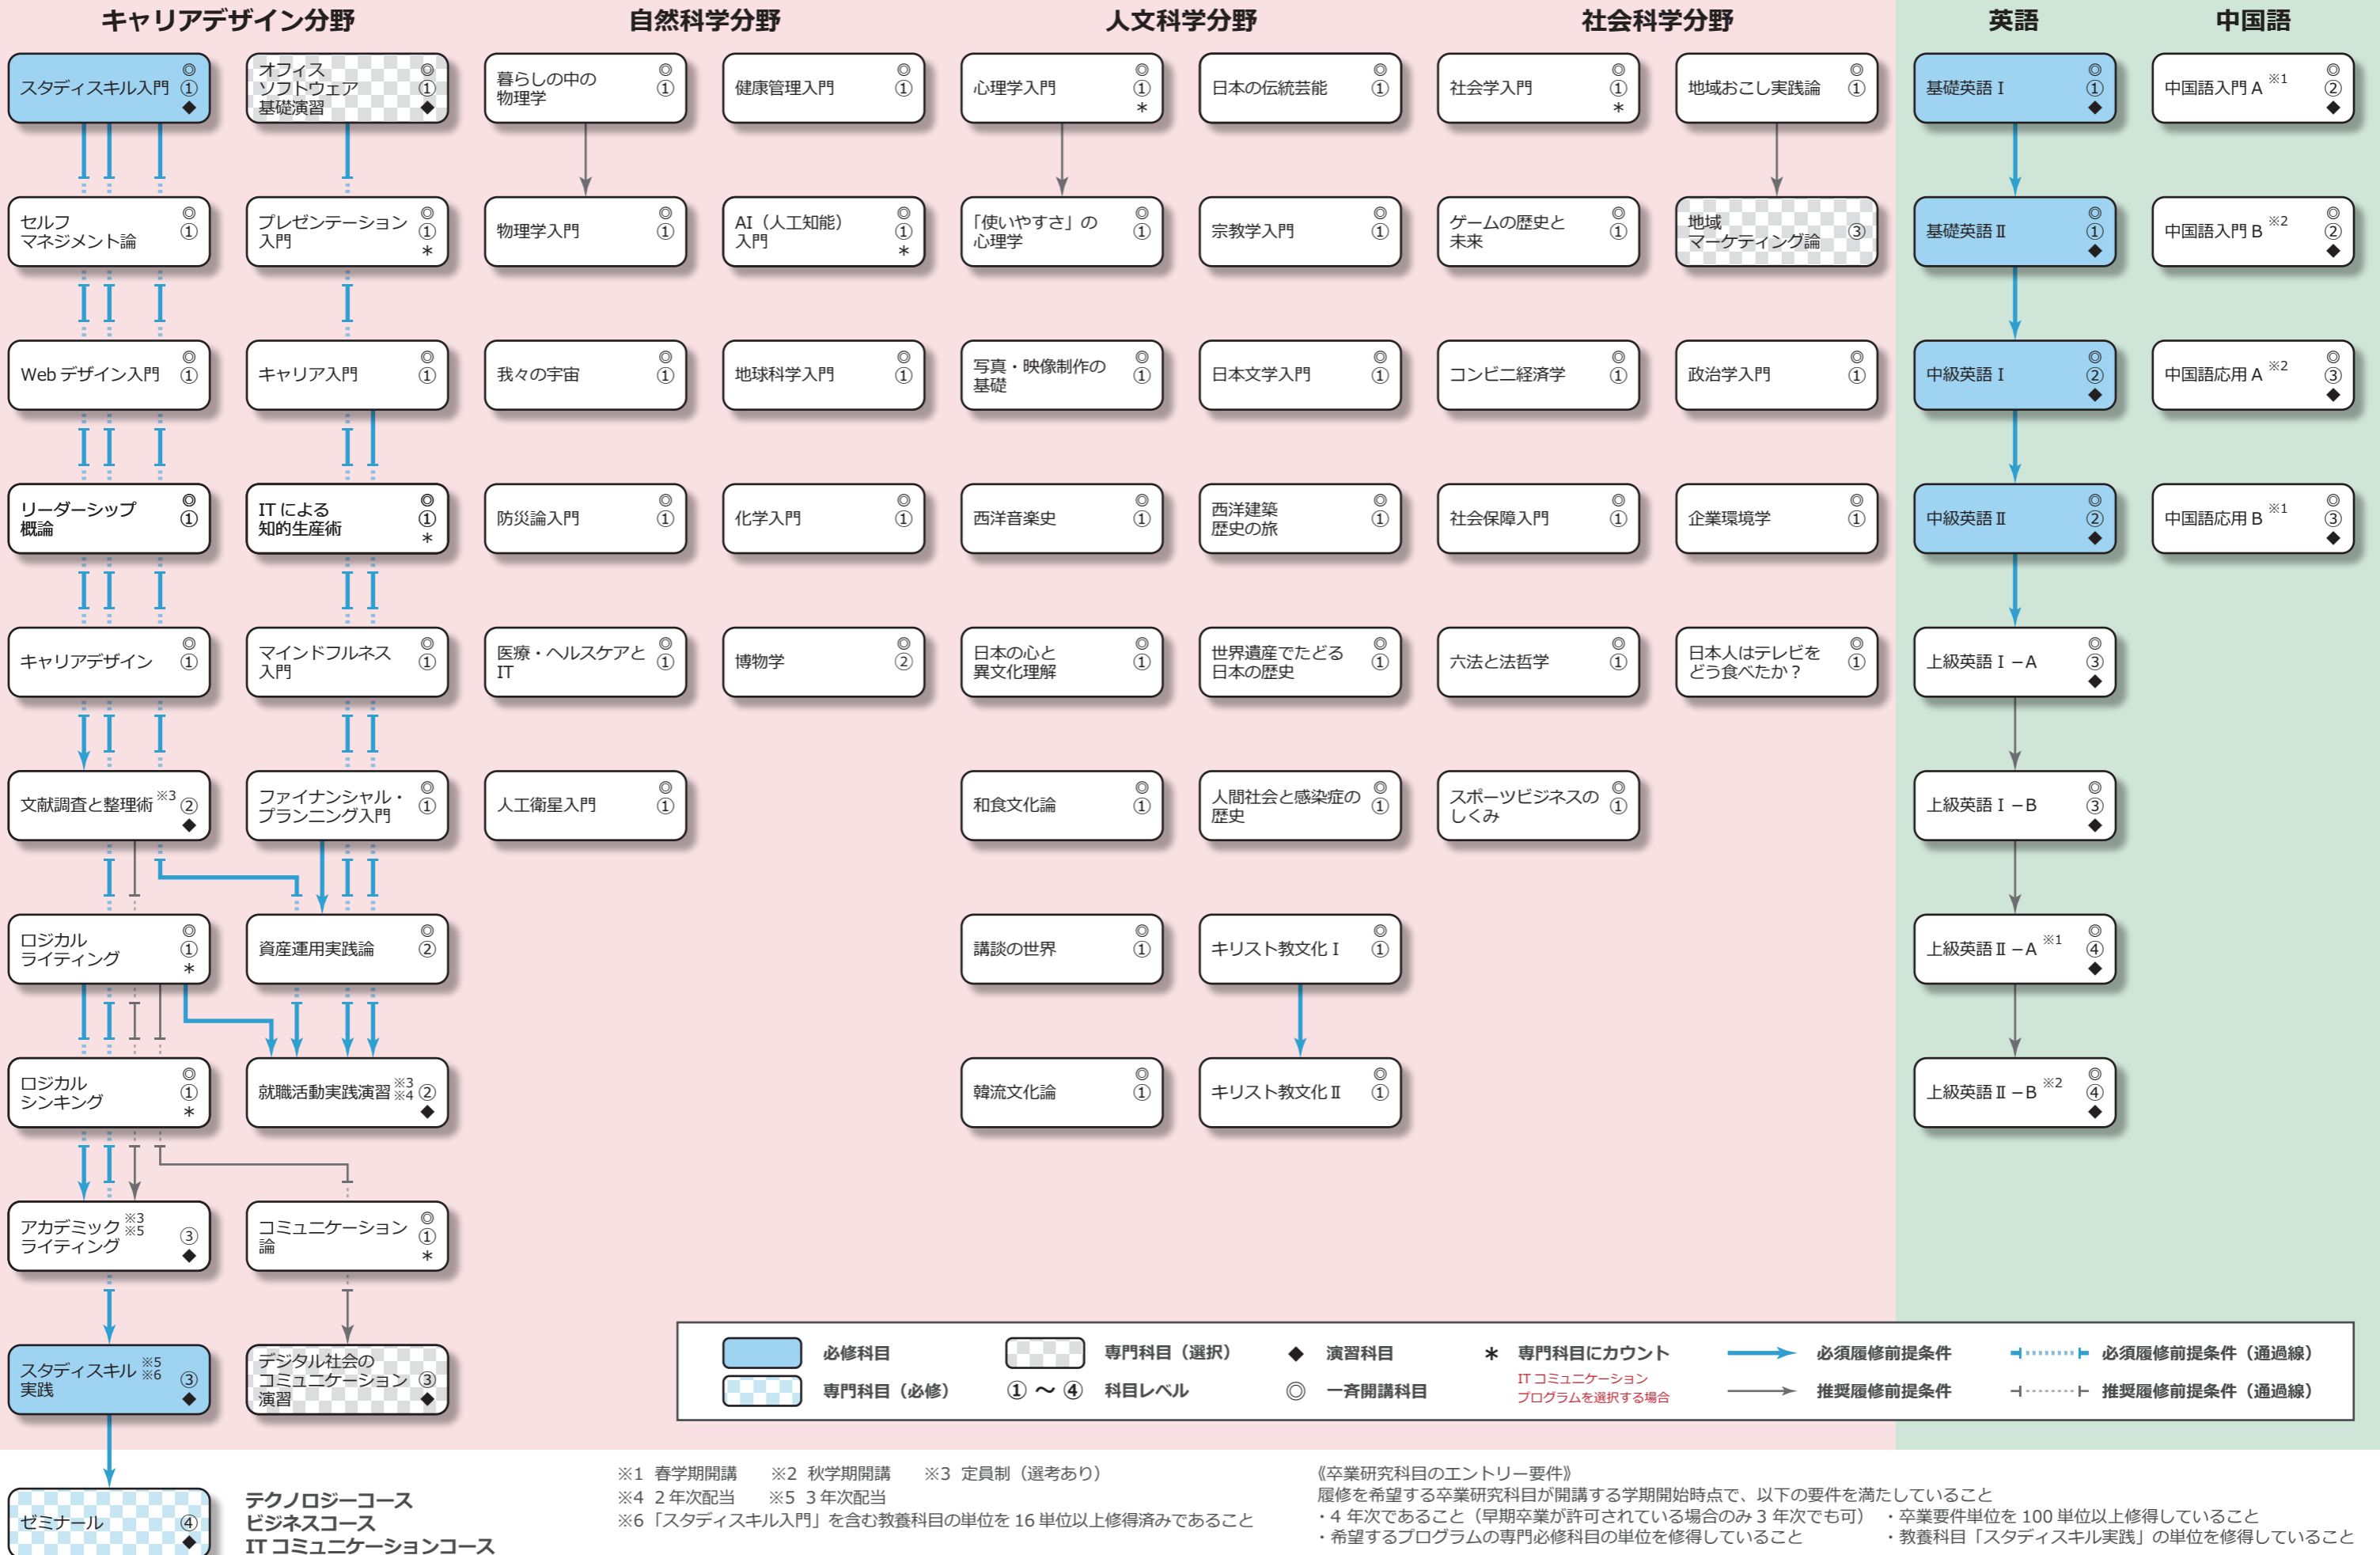 キャリアデザイン分野
自然科学分野
人文科学分野
社会科学分野
英語
中国語
スタディスキル入門 ◎ ① ◆
オフィス
ソフトウェア
基礎演習 ◎ ① ◆
暮らしの中の
物理学 ◎ ①
健康管理入門 ◎ ①
心理学入門 ◎ ① *
日本の伝統芸能 ◎ ①
社会学入門 ◎ ① *
地域おこし実践論 ◎ ①
基礎英語 I ◎ ① ◆
中国語入門 A ※1 ◎ ② ◆
セルフ
マネジメント論 ◎ ①
プレゼンテーション
入門 ◎ ① *
物理学入門 ◎ ①
AI（人工知能）
入門 ◎ ① *
「使いやすさ」の
心理学 ◎ ①
宗教学入門 ◎ ①
ゲームの歴史と
未来 ◎ ①
地域
マーケティング論 ③
基礎英語 II ◎ ① ◆
中国語入門 B ※2 ◎ ② ◆
Web デザイン入門 ◎ ①
キャリア入門 ◎ ①
我々の宇宙 ◎ ①
地球科学入門 ◎ ①
写真・映像制作の
基礎 ◎ ①
日本文学入門 ◎ ①
コンビニ経済学 ◎ ①
政治学入門 ◎ ①
中級英語 I ◎ ② ◆
中国語応用 A ※2 ◎ ③ ◆
リーダーシップ
概論 ◎ ①
IT による
知的生産術 ◎ ① *
防災論入門 ◎ ①
化学入門 ◎ ①
西洋音楽史 ◎ ①
西洋建築
歴史の旅 ◎ ①
社会保障入門 ◎ ①
企業環境学 ◎ ①
中級英語 II ◎ ② ◆
中国語応用 B ※1 ◎ ③ ◆
キャリアデザイン ◎ ①
マインドフルネス
入門 ◎ ①
医療・ヘルスケアと
IT ◎ ①
博物学 ◎ ②
日本の心と
異文化理解 ◎ ①
世界遺産でたどる
日本の歴史 ◎ ①
六法と法哲学 ◎ ①
日本人はテレビを
どう食べたか？ ◎ ①
上級英語 I －A ◎ ③ ◆
文献調査と整理術 ※3 ② ◆
ファイナンシャル・
プランニング入門 ◎ ①
人工衛星入門 ◎ ①
和食文化論 ◎ ①
人間社会と感染症の
歴史 ◎ ①
スポーツビジネスの
しくみ ◎ ①
上級英語 I －B ◎ ③ ◆
ロジカル
ライティング ◎ ① *
資産運用実践論 ◎ ②
講談の世界 ◎ ①
キリスト教文化 I ◎ ①
上級英語 II －A ※1 ◎ ④ ◆
ロジカル
シンキング ◎ ① *
就職活動実践演習 ※3 ※4 ◎ ② ◆
韓流文化論 ◎ ①
キリスト教文化 II ◎ ①
上級英語 II －B ※2 ◎ ④ ◆
アカデミック ※3
ライティング ※5 ③ ◆
コミュニケーション
論 ◎ ① *
スタディスキル ※5
実践 ※6 ③ ◆
デジタル社会の
コミュニケーション
演習 ③ ◆
必修科目
専門科目（選択）
◆ 演習科目
* 専門科目にカウント
必須履修前提条件
必須履修前提条件（通過線）
専門科目（必修）
①〜④ 科目レベル
◎ 一斉開講科目
IT コミュニケーション
プログラムを選択する場合
推奨履修前提条件
推奨履修前提条件（通過線）
ゼミナール ④ ◆
テクノロジーコース
ビジネスコース
IT コミュニケーションコース
※1 春学期開講 ※2 秋学期開講 ※3 定員制（選考あり）
※4 2 年次配当 ※5 3 年次配当
※6「スタディスキル入門」を含む教養科目の単位を 16 単位以上修得済みであること
《卒業研究科目のエントリー要件》
履修を希望する卒業研究科目が開講する学期開始時点で、以下の要件を満たしていること
・4 年次であること（早期卒業が許可されている場合のみ 3 年次でも可） ・卒業要件単位を 100 単位以上修得していること
・希望するプログラムの専門必修科目の単位を修得していること ・教養科目「スタディスキル実践」の単位を修得していること